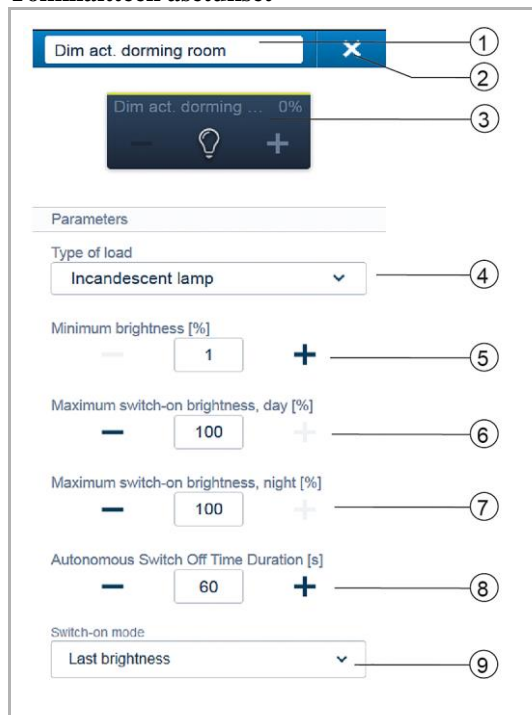 Dim act. dorming room
1
2
Dim act. dorming ... 0%
3
Parameters
Type of load
Incandescent lamp
4
Minimum brightness [%]
1
5
Maximum switch-on brightness, day [%]
100
6
Maximum switch-on brightness, night [%]
100
7
Autonomous Switch Off Time Duration [s]
60
8
Switch-on mode
Last brightness
9